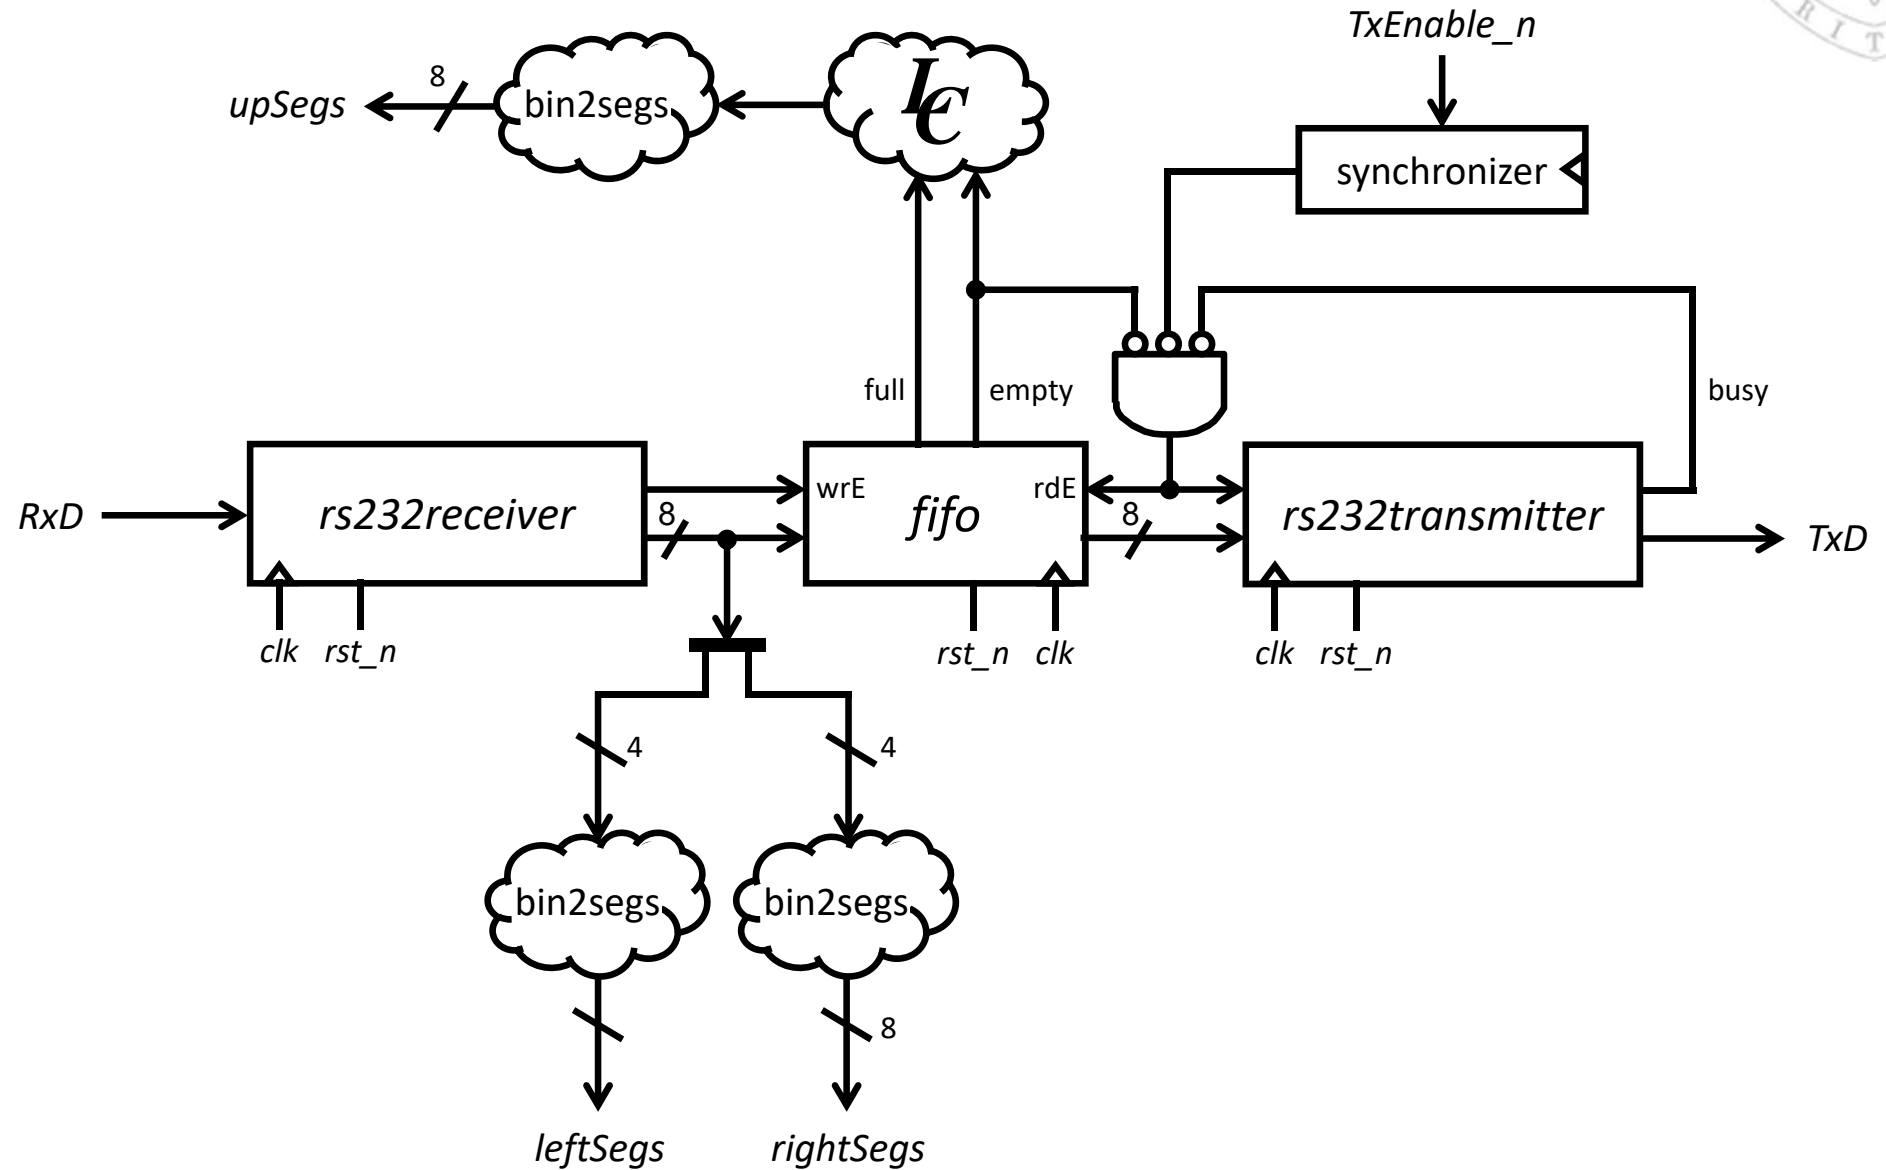 TxEnable_n
R I T
8
upSegs
bin2segs
LC
synchronizer
full
empty
busy
RxD
rs232receiver
8
wrE
fifo
rdE
8
rs232transmitter
TxD
clk
rst_n
rst_n
clk
clk
rst_n
4
4
bin2segs
bin2segs
8
leftSegs
rightSegs